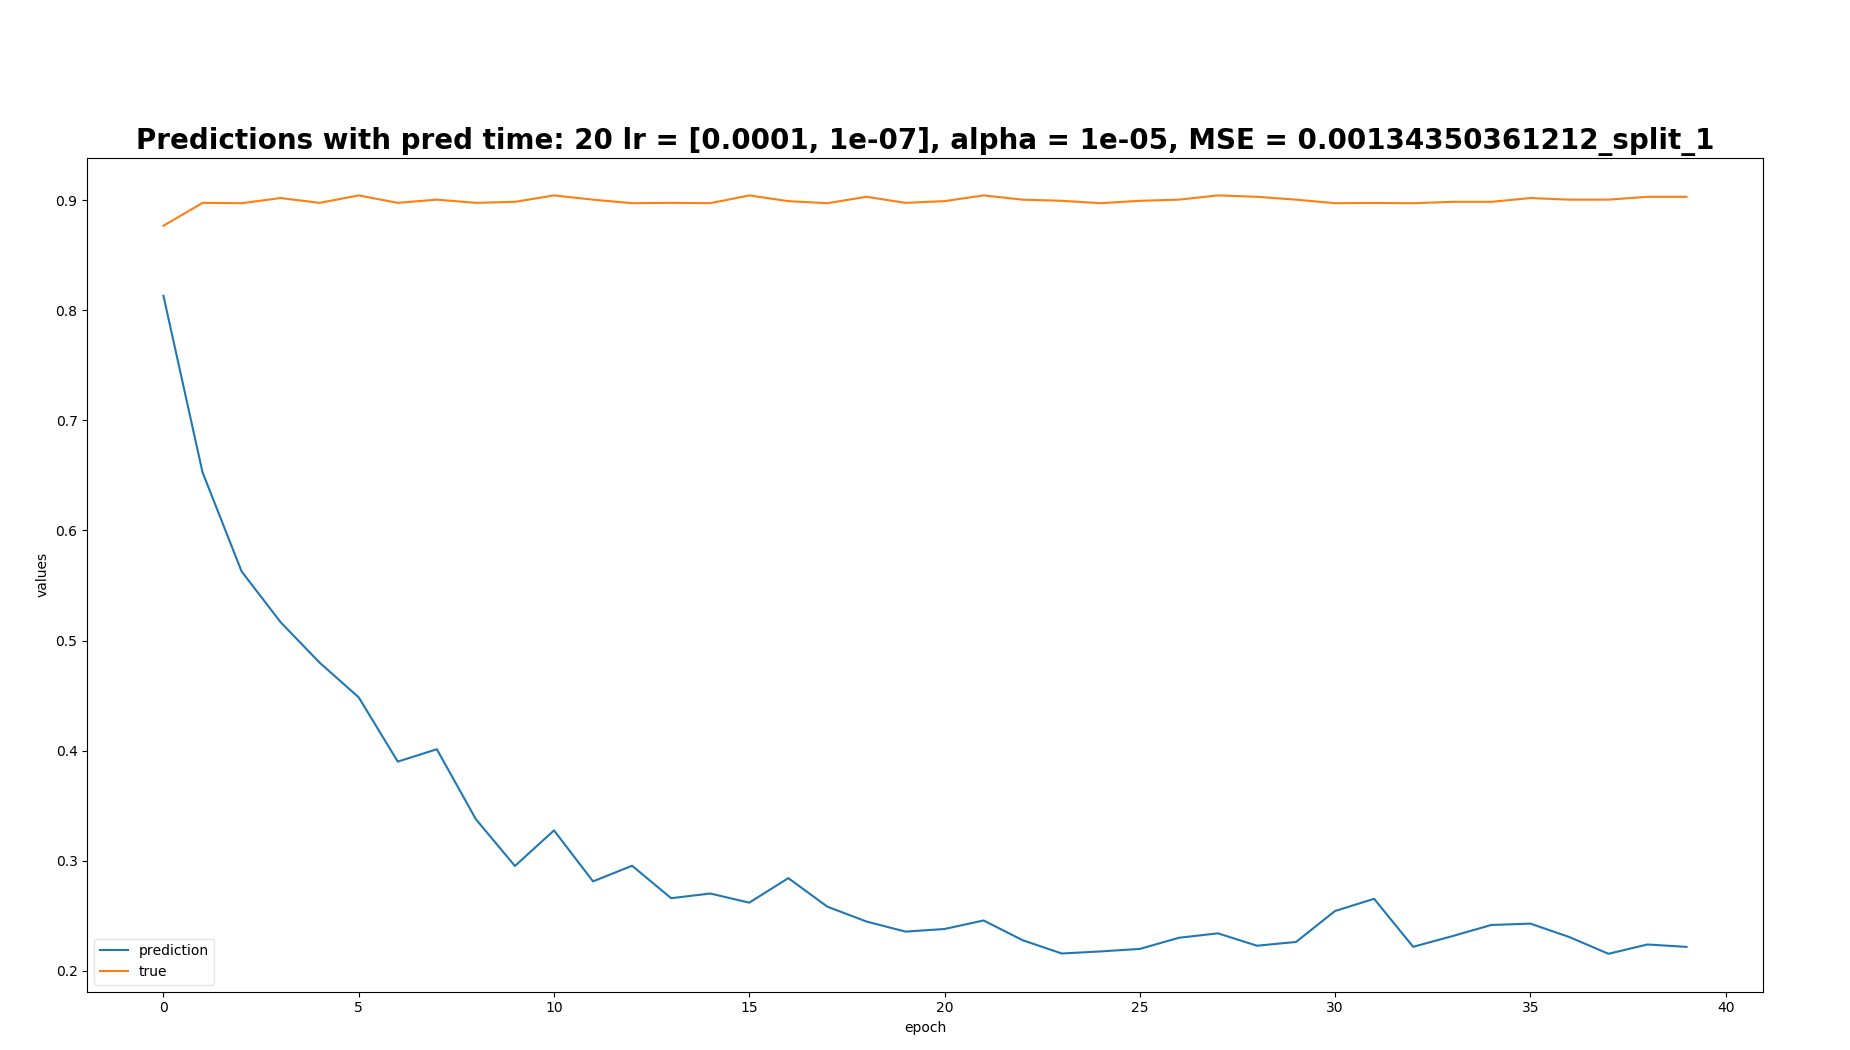 Predictions with pred time: 20 lr = [0.0001, 1e-07], alpha = 1e-05, MSE = 0.00134350361212_split_1
0.9
0.8
0.7
0.6
0.5
0.4
0.3
0.2
values
prediction
true
0 5 10 15 20 25 30 35 40
epoch